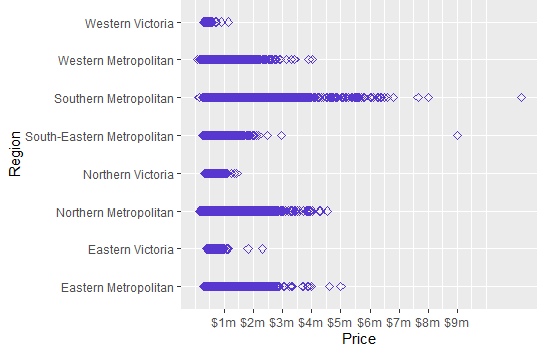 Western Victoria
Western Metropolitan
Southern Metropolitan
South-Eastern Metropolitan
Northern Victoria
Northern Metropolitan
Eastern Victoria
Eastern Metropolitan
Region
$1m $2m $3m $4m $5m $6m $7m $8m $9m
Price